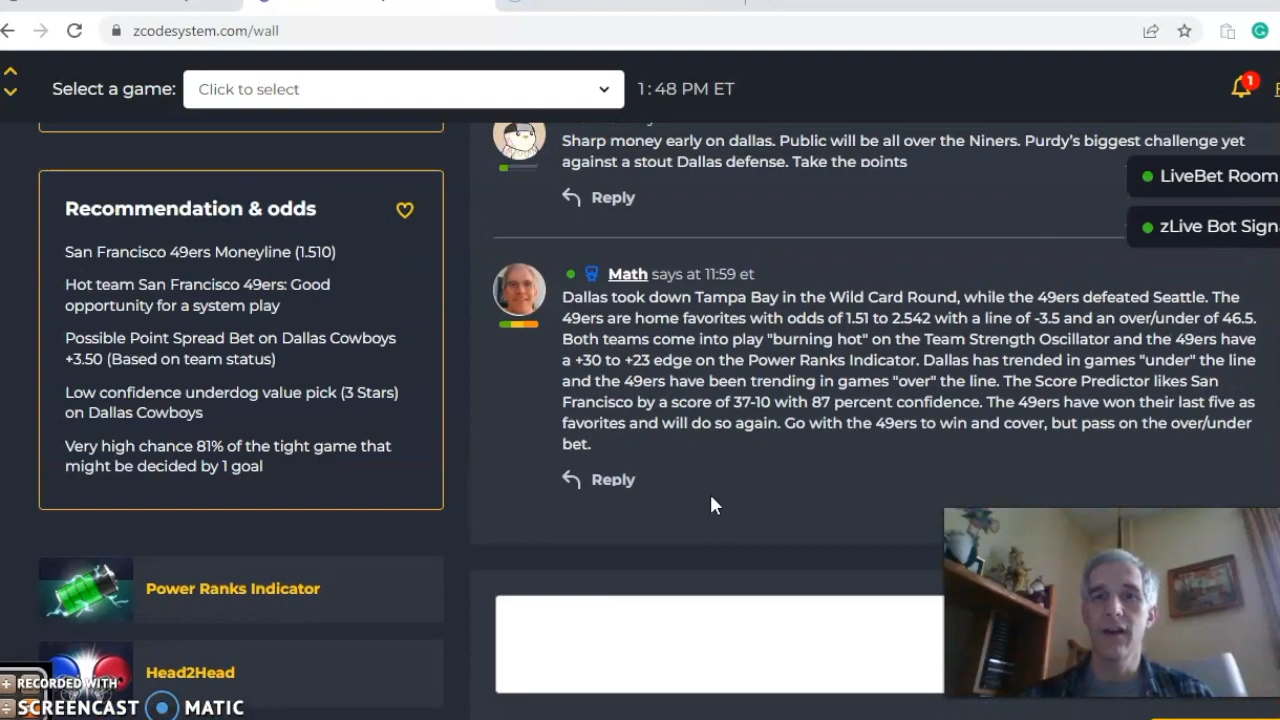 zcodesystem.com/wall
Select a game:
Click to select
1:48 PM ET
1
Sharp money early on dallas. Public will be all over the Niners. Purdy's biggest challenge yet
against a stout Dallas defense. Take the points
Reply
LiveBet Room
zLive Bot
Recommendation & odds
San Francisco 49ers Moneyline (1.510)
Hot team San Francisco 49ers: Good
opportunity for a system play
Possible Point Spread Bet on Dallas Cowboys
+3.50 (Based on team status)
Low confidence underdog value pick (3 Stars)
on Dallas Cowboys
Very high chance 81% of the tight game that
might be decided by 1 goal
Math says at 11:59 et
Dallas took down Tampa Bay in the Wild Card Round, while the 49ers defeated Seattle. The
49ers are home favorites with odds of 1.51 to 2.542 with a line of -3.5 and an over/under of 46.5.
Both teams come into play "burning hot" on the Team Strength Oscillator and the 49ers have
a +30 to +23 edge on the Power Ranks Indicator. Dallas has trended in games "under" the line
and the 49ers have been trending in games "over" the line. The Score Predictor likes San
Francisco by a score of 37-10 with 87 percent confidence. The 49ers have won their last five as
favorites and will do so again. Go with the 49ers to win and cover, but pass on the over/under
bet.
Reply
Power Ranks Indicator
Head2Head
RECORDED WITH
SCREENCAST MATIC